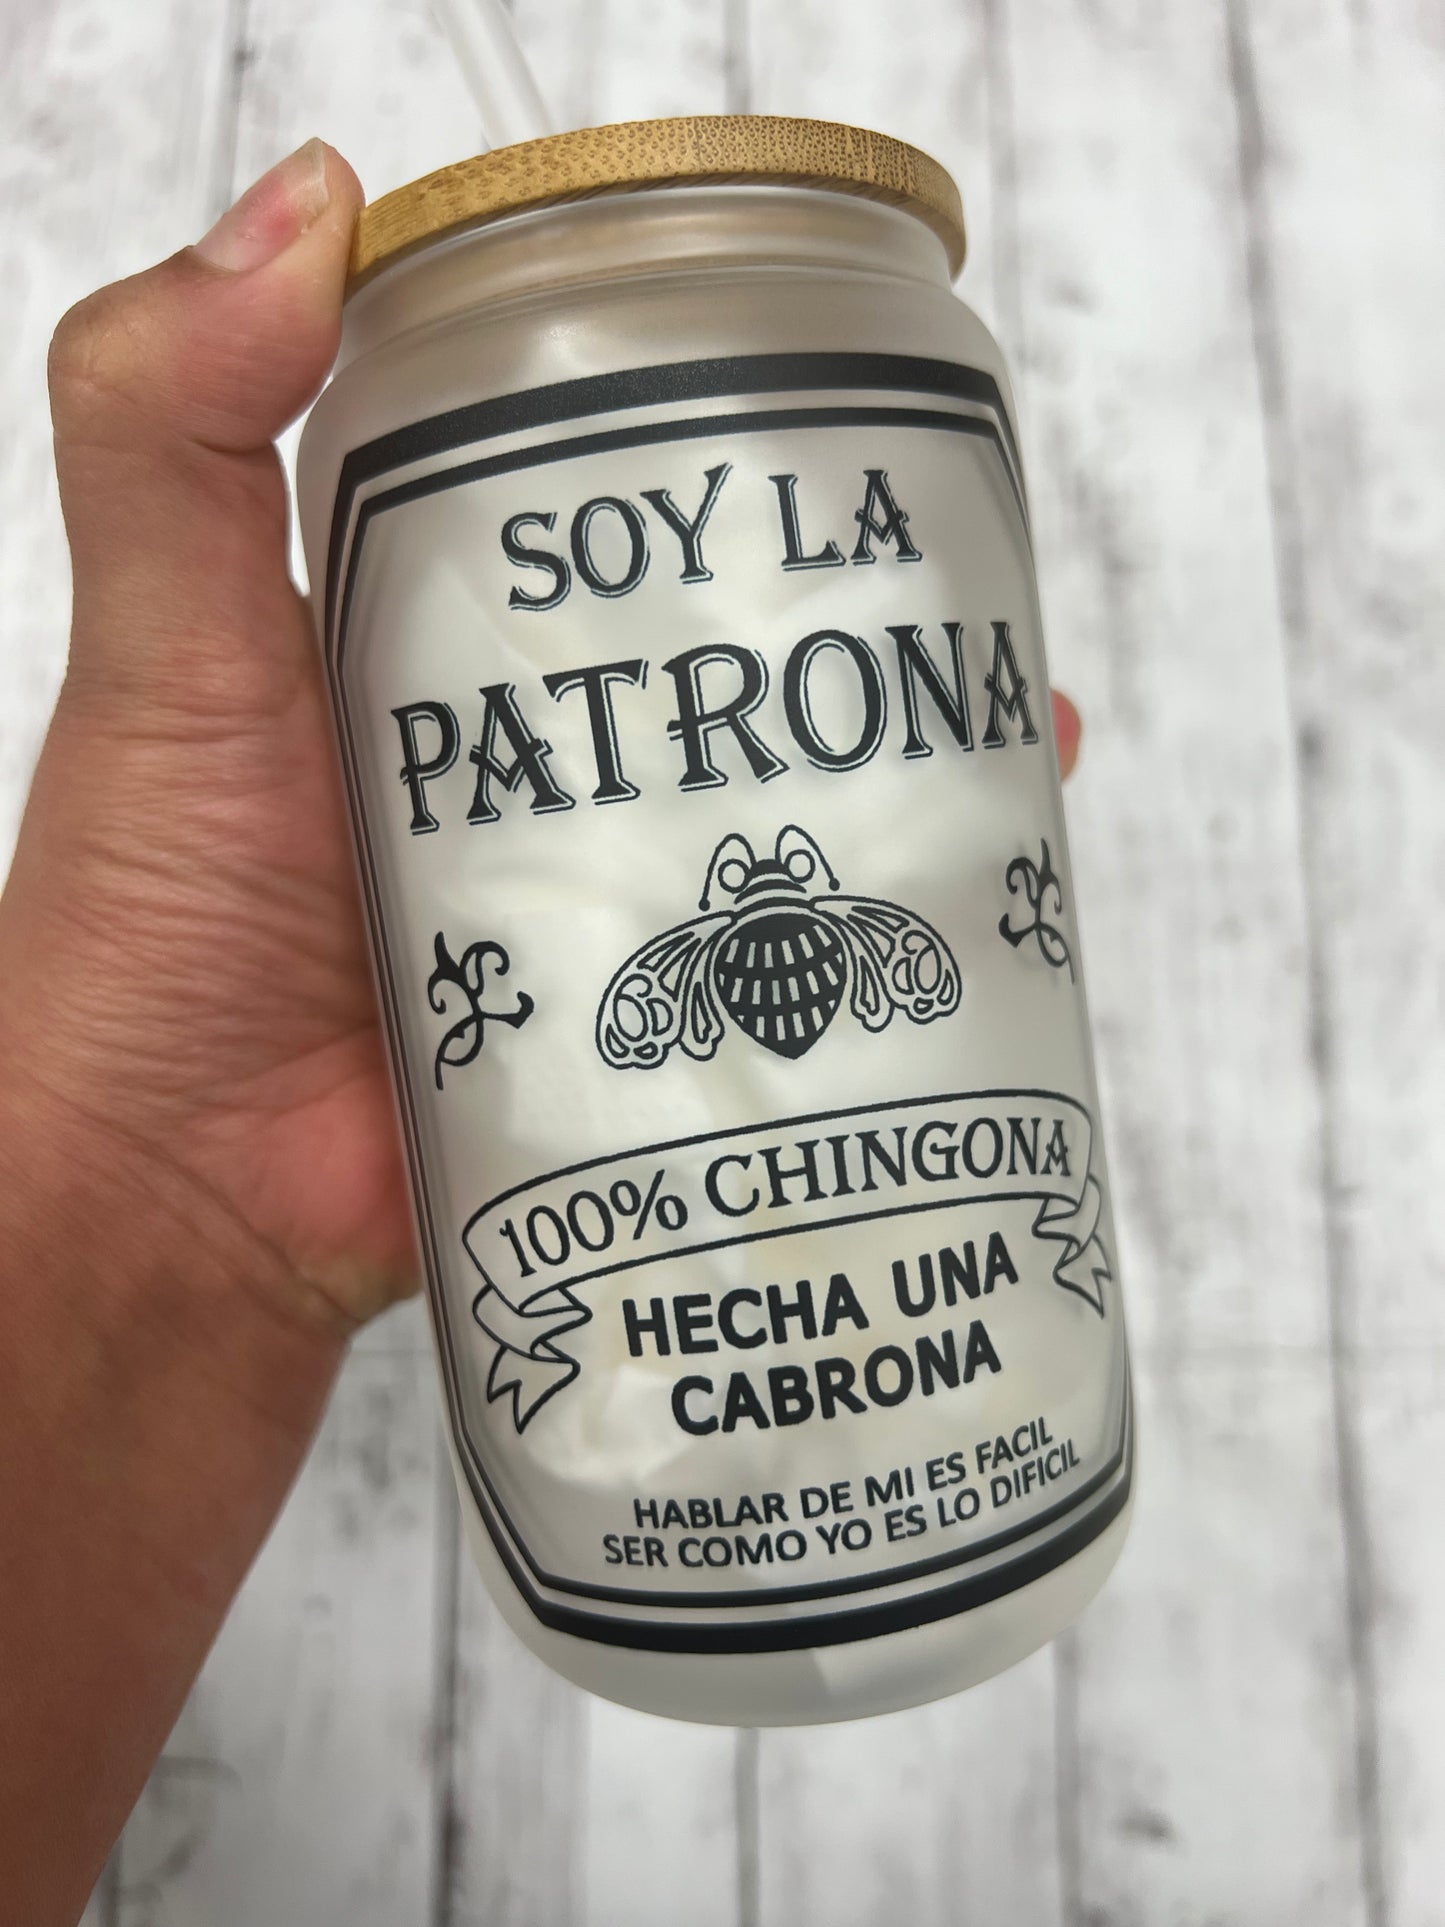 SOY LA
PATRONA
100% CHINGONA
HECHA UNA
CABRONA
HABLAR DE MI ES FACIL
SER COMO YO ES LO DIFICIL